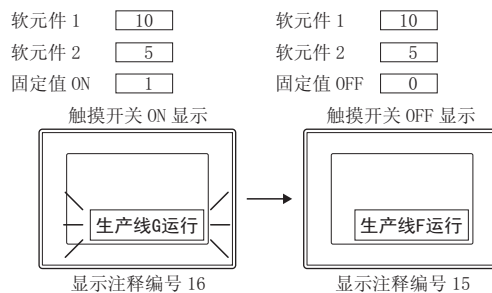 软元件 1 10
软元件 2 5
固定值 ON 1
触摸开关 ON 显示
生产线G运行
显示注释编号 16
软元件 1 10
软元件 2 5
固定值 OFF 0
触摸开关 OFF 显示
生产线F运行
显示注释编号 15